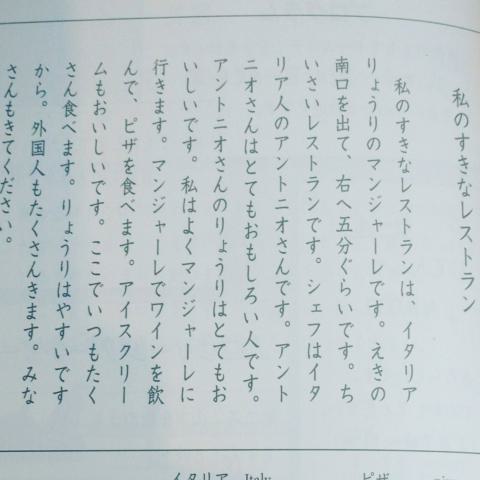 私のすきなレストラン
私のすきなレストランは、イタリア
りょうりのマンジャーレです。えきの
南口を出て、右へ五分ぐらいです。ち
いさいレストランです。シェフはイタ
リア人のアントニオさんです。アント
ニオさんはとてもおもしろい人です。
アントニオさんのりょうりはとてもお
いしいです。私はよくマンジャーレに
行きます。マンジャーレでワインを飲
んで、ピザを食べます。アイスクリー
ムもおいしいです。ここでいつもたく
さん食べます。りょうりはやすいです
から。外国人もたくさんきます。みな
さんもきてください。
イタリア Italy
ピザ